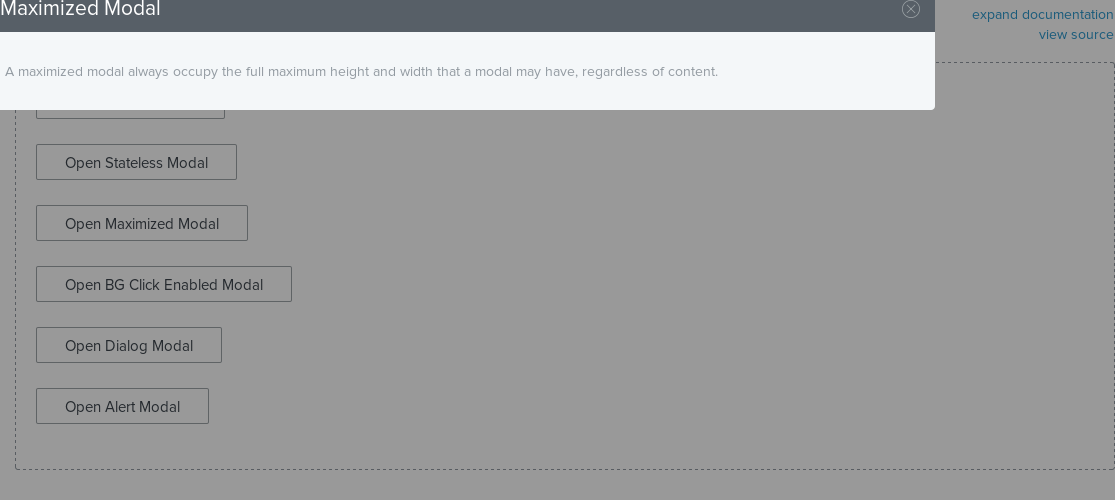 Maximized Modal
expand documentation
view source
A maximized modal always occupy the full maximum height and width that a modal may have, regardless of content.
Open Stateless Modal
Open Maximized Modal
Open BG Click Enabled Modal
Open Dialog Modal
Open Alert Modal